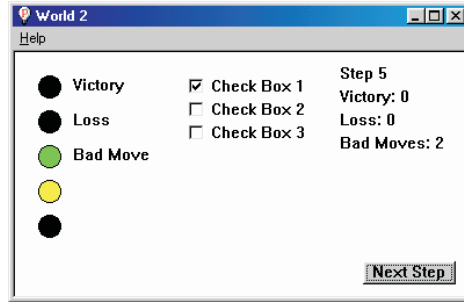 World 2
Help
Victory
Loss
Bad Move
Check Box 1
Check Box 2
Check Box 3
Step 5
Victory: 0
Loss: 0
Bad Moves: 2
Next Step